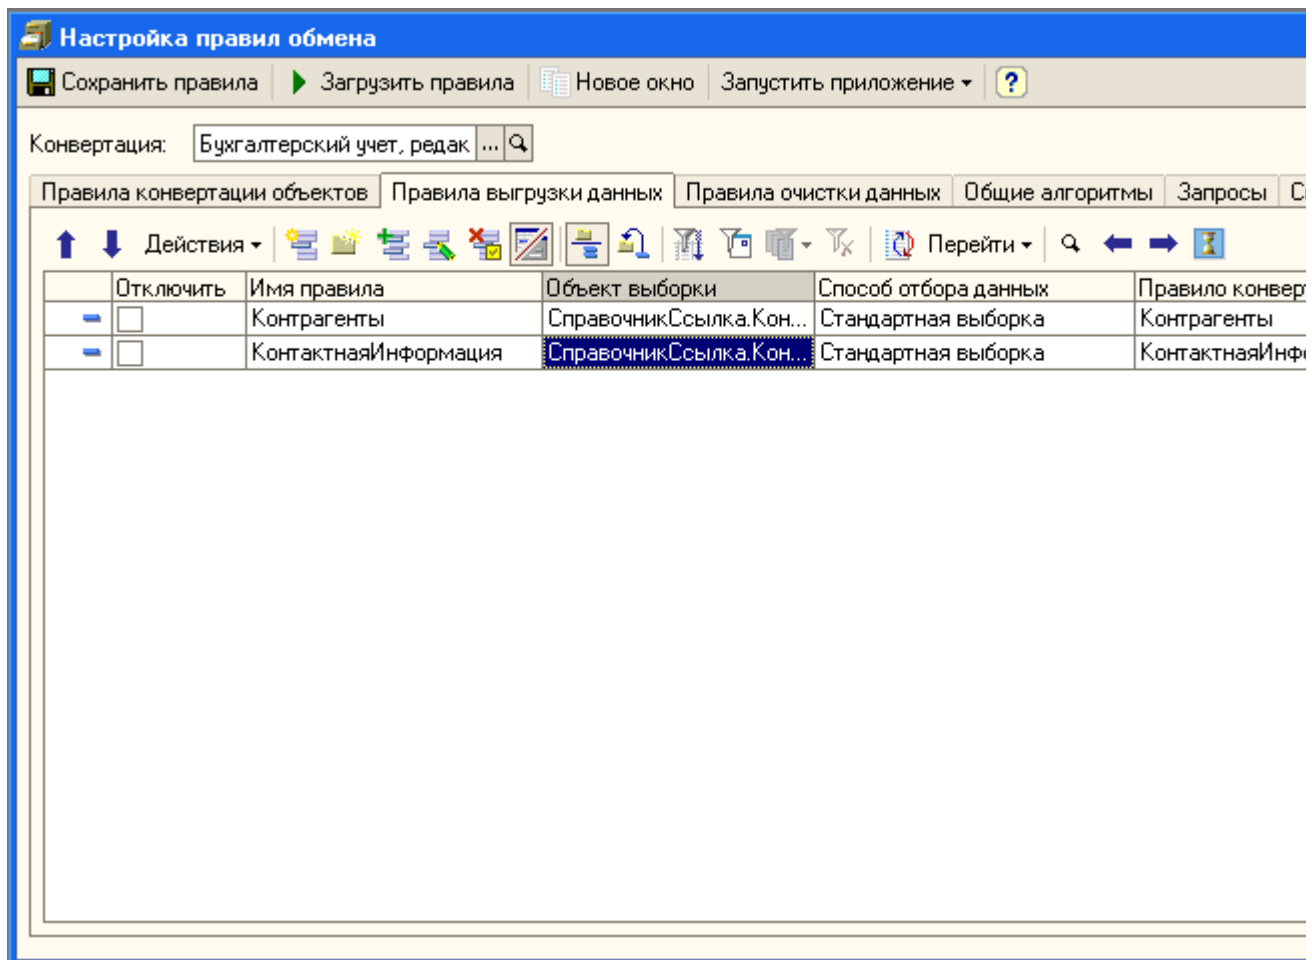 Настройка правил обмена
Сохранить правила Загрузить правила Новое окно Запустить приложение ?
Конвертация: Бухгалтерский учет, редак ...
Правила конвертации объектов Правила выгрузки данных Правила очистки данных Общие алгоритмы Запросы
Действия Перейти
Отключить Имя правила Объект выборки Способ отбора данных Правило конвер
Контрагенты СправочникСсылка.Кон... Стандартная выборка Контрагенты
КонтактнаяИнформация СправочникСсылка.Кон... Стандартная выборка КонтактнаяИнф